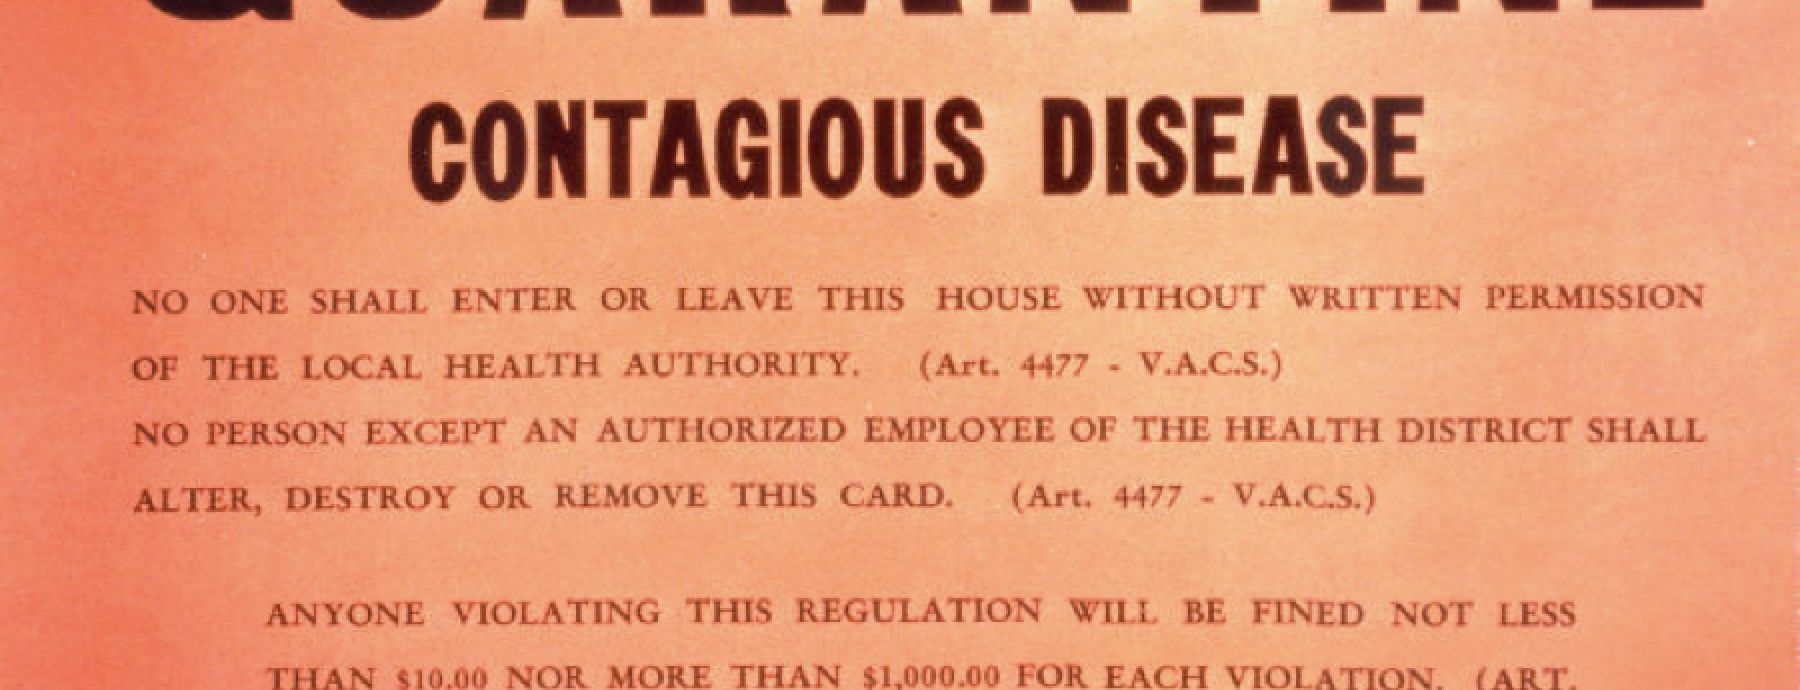 QUARANTINE
CONTAGIOUS DISEASE
NO ONE SHALL ENTER OR LEAVE THIS HOUSE WITHOUT WRITTEN PERMISSION
OF THE LOCAL HEALTH AUTHORITY. (Art. 4477 - V.A.C.S.)
NO PERSON EXCEPT AN AUTHORIZED EMPLOYEE OF THE HEALTH DISTRICT SHALL
ALTER, DESTROY OR REMOVE THIS CARD. (Art. 4477 - V.A.C.S.)
ANYONE VIOLATING THIS REGULATION WILL BE FINED NOT LESS
THAN $10.00 NOR MORE THAN $1,000.00 FOR EACH VIOLATION. (ART.